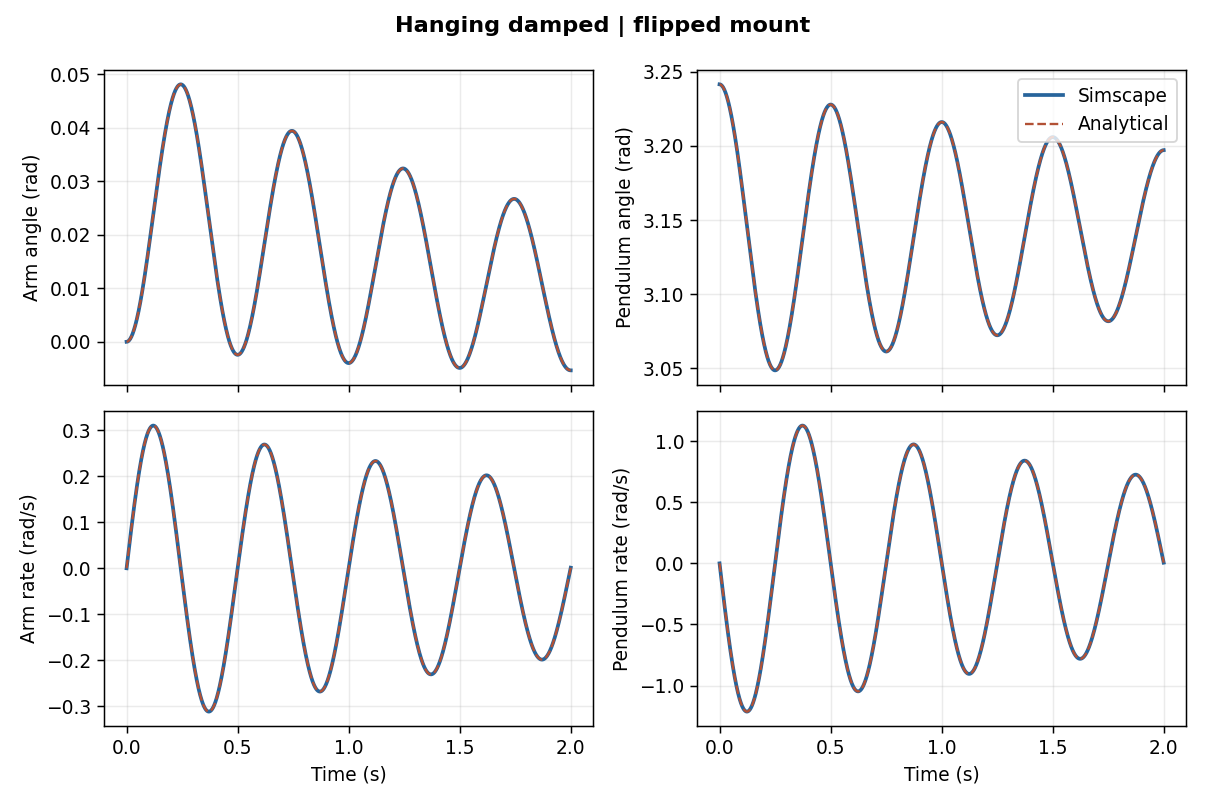 Hanging damped | flipped mount
Arm angle (rad)
0.05
0.04
0.03
0.02
0.01
0.00
Pendulum angle (rad)
3.25
3.20
3.15
3.10
3.05
Simscape
Analytical
Arm rate (rad/s)
0.3
0.2
0.1
0.0
−0.1
−0.2
−0.3
0.0 0.5 1.0 1.5 2.0
Time (s)
Pendulum rate (rad/s)
1.0
0.5
0.0
−0.5
−1.0
0.0 0.5 1.0 1.5 2.0
Time (s)